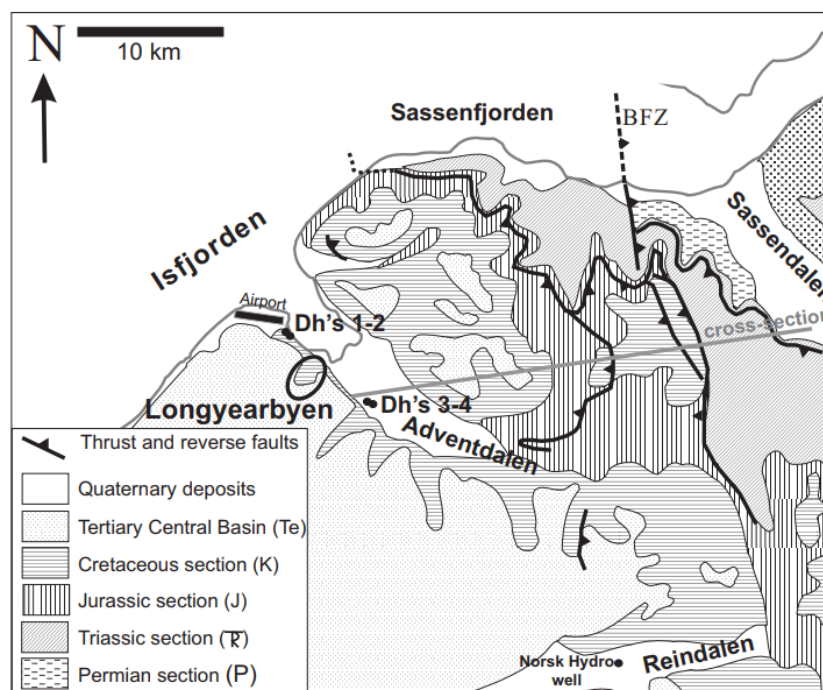 N
10 km
Sassenfjorden
BFZ
Isfjorden
Sassendalen
Airport
Dh's 1-2
cross-section
Longyearbyen
Dh's 3-4
Adventdalen
Thrust and reverse faults
Quaternary deposits
Tertiary Central Basin (Te)
Cretaceous section (K)
Jurassic section (J)
Triassic section (Ŧ)
Permian section (P)
Reindalen
Norsk Hydro
well